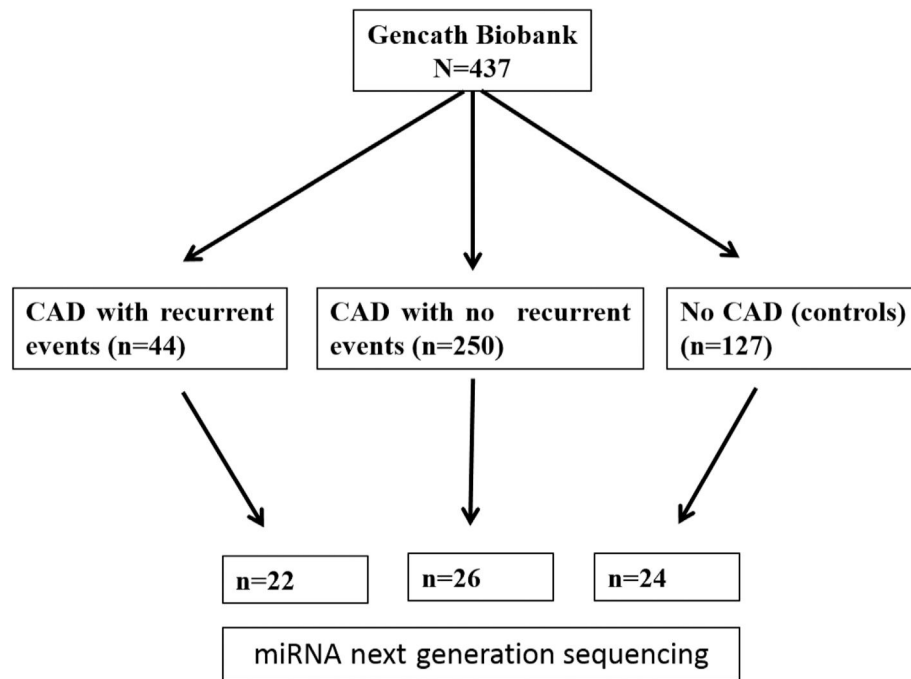 Gencath Biobank
N=437
CAD with recurrent
events (n=44)
CAD with no recurrent
events (n=250)
No CAD (controls)
(n=127)
n=22
n=26
n=24
miRNA next generation sequencing